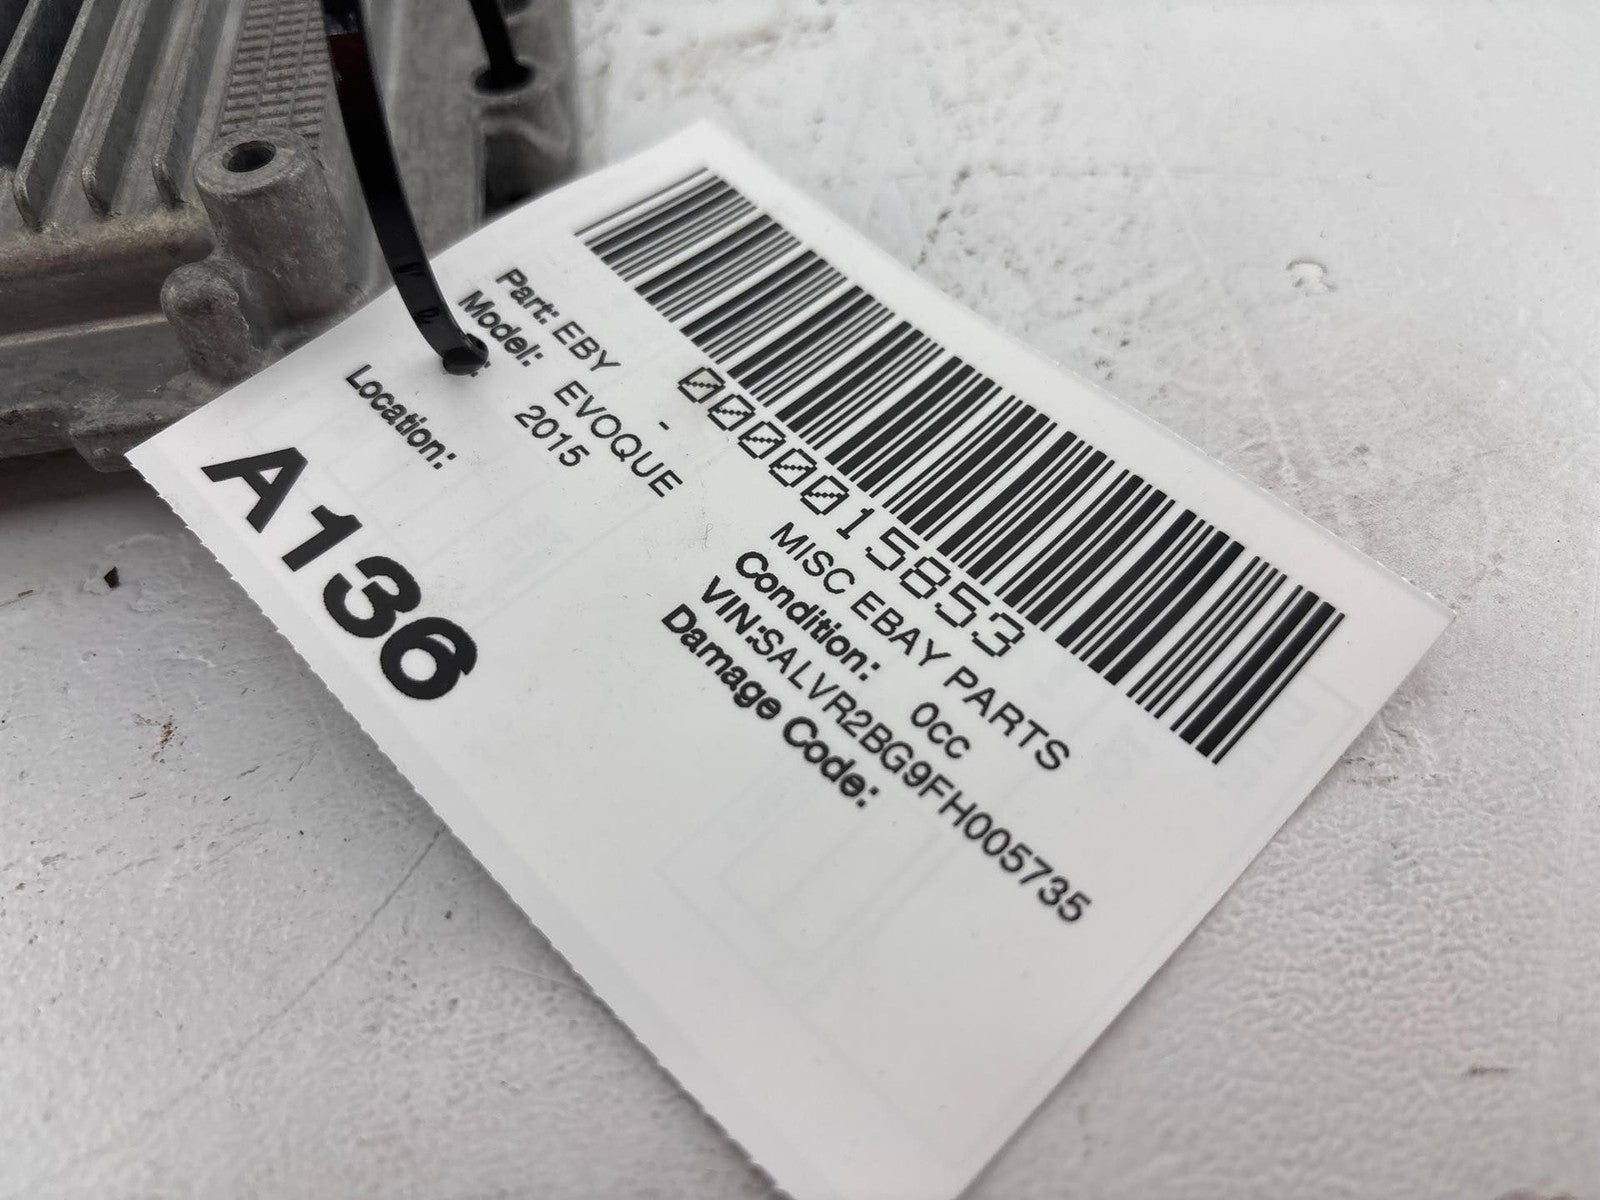 0000015853
Part: EBY - MISC EBAY PARTS
Model: EVOQUE Condition: 0cc
2015 VIN:SALVR2BG9FH005735
Location: Damage Code:
A136